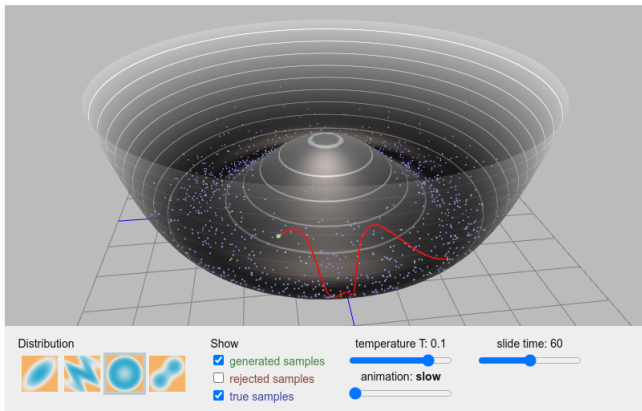 Distribution
Show
generated samples
rejected samples
true samples
temperature T: 0.1
animation: slow
slide time: 60